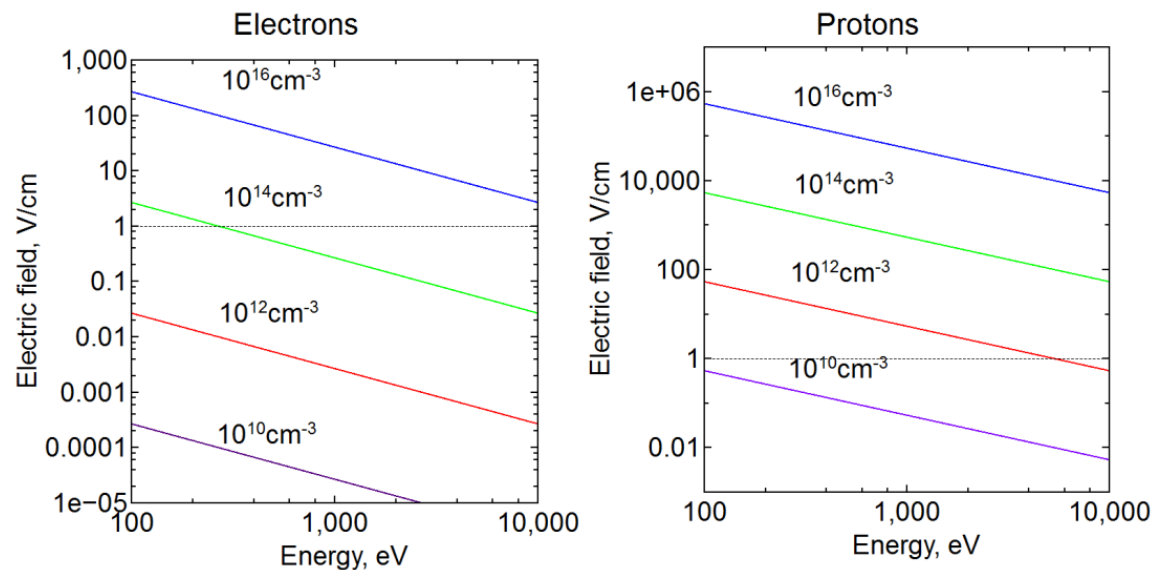 Electrons
1,000
100
10
1
0.1
0.01
0.001
0.0001
1e−05
Electric field, V/cm
10¹⁶cm⁻³
10¹⁴cm⁻³
10¹²cm⁻³
10¹⁰cm⁻³
100
1,000
10,000
Energy, eV
Protons
1e+06
10,000
100
1
0.01
Electric field, V/cm
10¹⁶cm⁻³
10¹⁴cm⁻³
10¹²cm⁻³
10¹⁰cm⁻³
100
1,000
10,000
Energy, eV